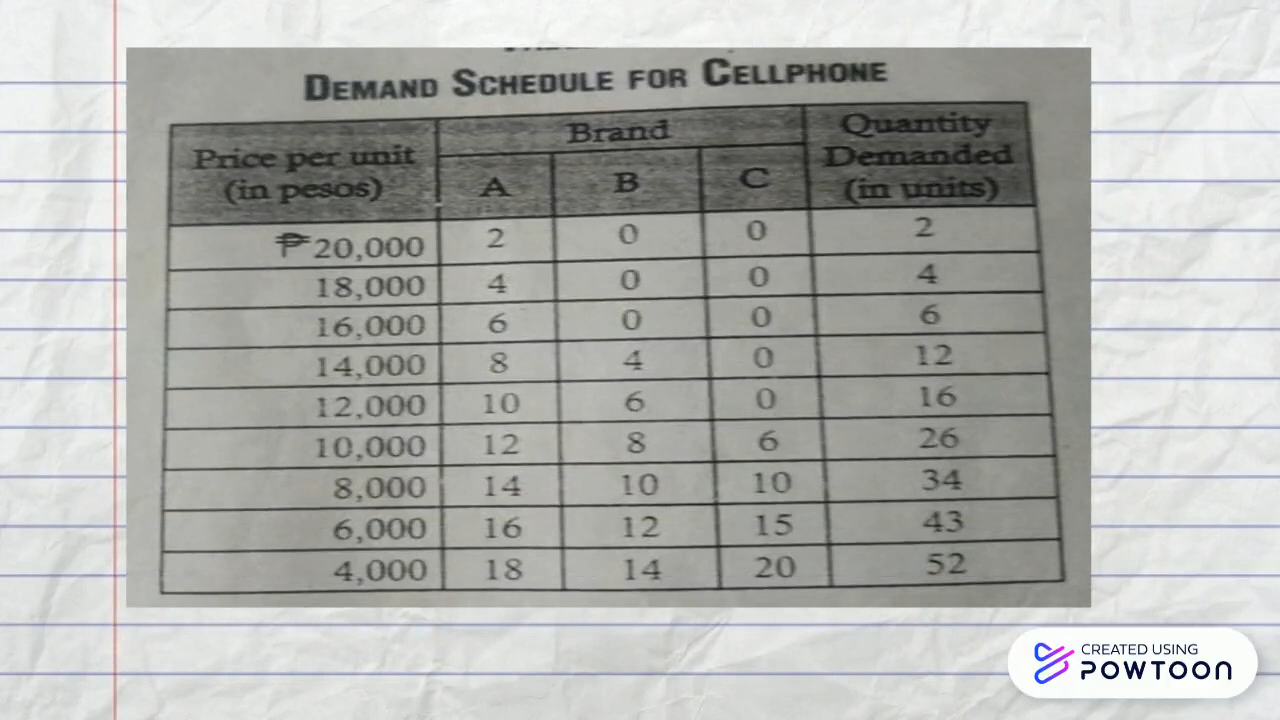 DEMAND SCHEDULE FOR CELLPHONE
Price per unit (in pesos) Brand Quantity Demanded (in units)
A B C
₱20,000 2 0 0 2
18,000 4 0 0 4
16,000 6 0 0 6
14,000 8 4 0 12
12,000 10 6 0 16
10,000 12 8 6 26
8,000 14 10 10 34
6,000 16 12 15 43
4,000 18 14 20 52
CREATED USING
POWTOON